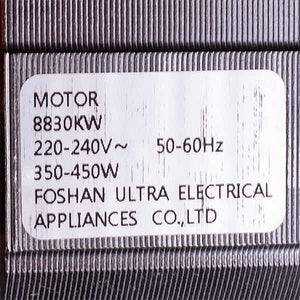 MOTOR
8830KW
220-240V~ 50-60Hz
350-450W
FOSHAN ULTRA ELECTRICAL
APPLIANCES CO.,LTD